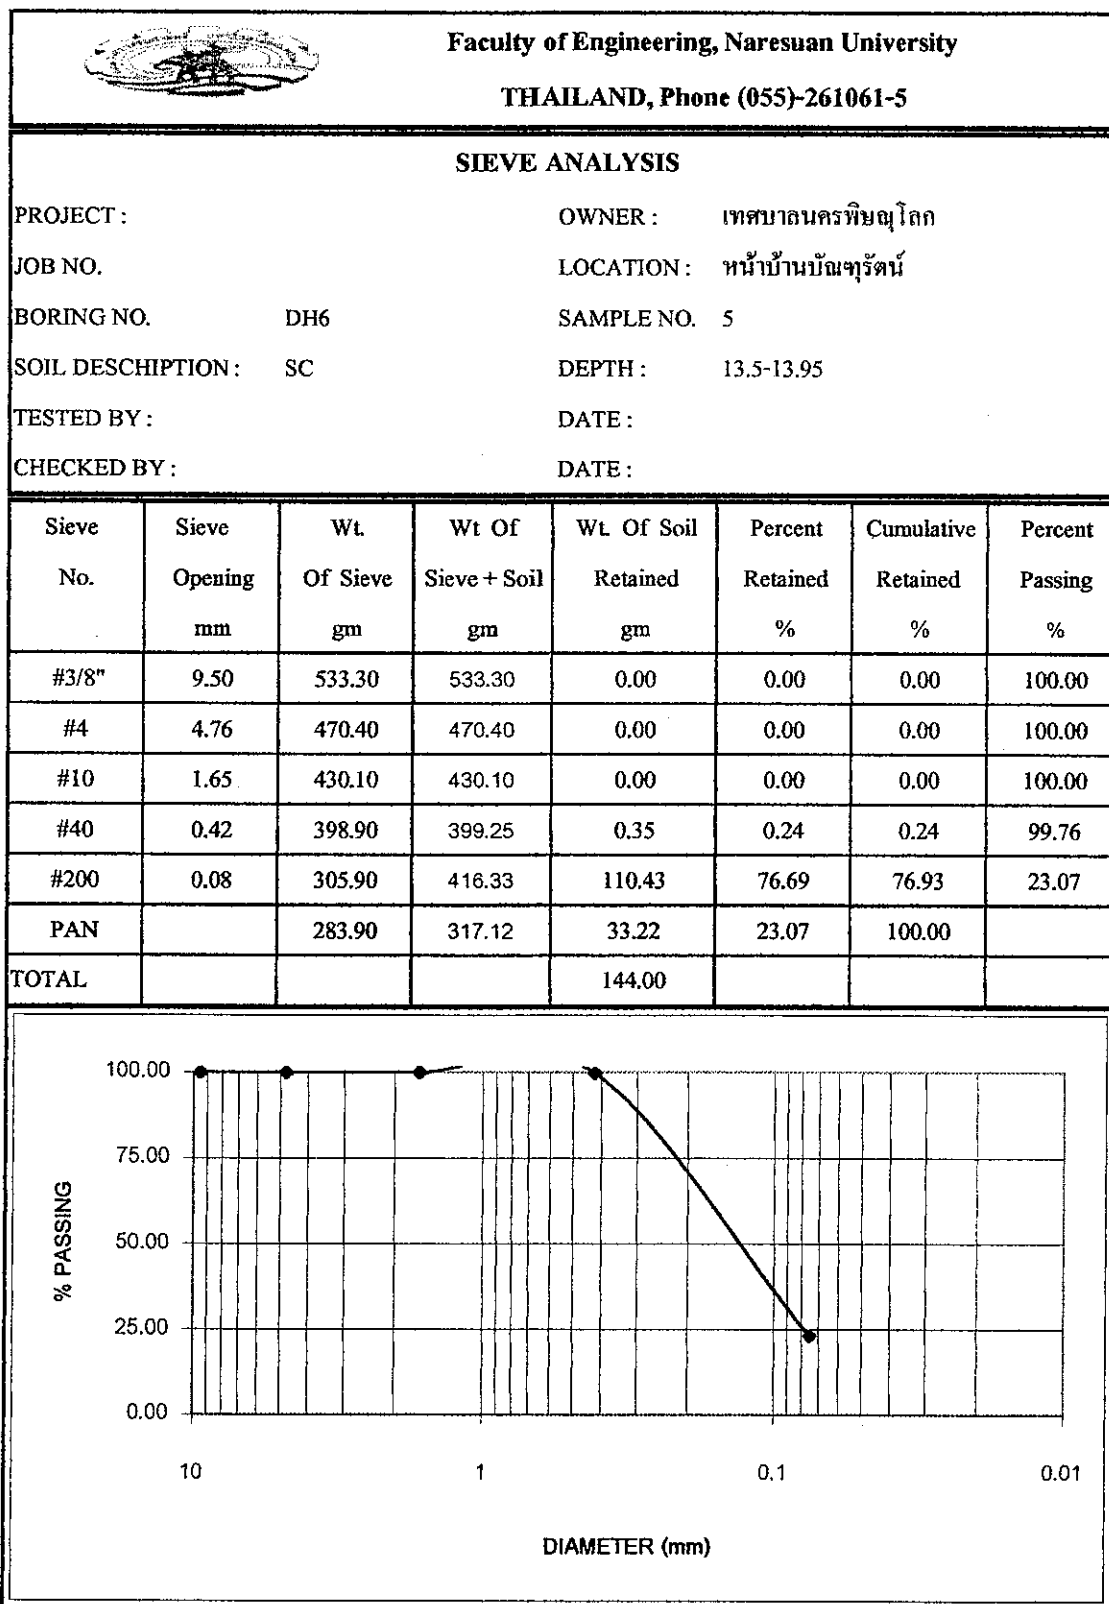 Faculty of Engineering, Naresuan University
THAILAND, Phone (055)-261061-5
SIEVE ANALYSIS
PROJECT : OWNER : เทศบาลนครพิษณุโลก
JOB NO. LOCATION : หน้าบ้านบัณฑุรัตน์
BORING NO. DH6 SAMPLE NO. 5
SOIL DESCHIPTION : SC DEPTH : 13.5-13.95
TESTED BY : DATE :
CHECKED BY : DATE :
Sieve Sieve Wt. Wt Of Wt. Of Soil Percent Cumulative Percent
No. Opening Of Sieve Sieve + Soil Retained Retained Retained Passing
mm gm gm gm % % %
#3/8" 9.50 533.30 533.30 0.00 0.00 0.00 100.00
#4 4.76 470.40 470.40 0.00 0.00 0.00 100.00
#10 1.65 430.10 430.10 0.00 0.00 0.00 100.00
#40 0.42 398.90 399.25 0.35 0.24 0.24 99.76
#200 0.08 305.90 416.33 110.43 76.69 76.93 23.07
PAN 283.90 317.12 33.22 23.07 100.00
TOTAL 144.00
100.00
75.00
50.00
25.00
0.00
% PASSING
10 1 0.1 0.01
DIAMETER (mm)